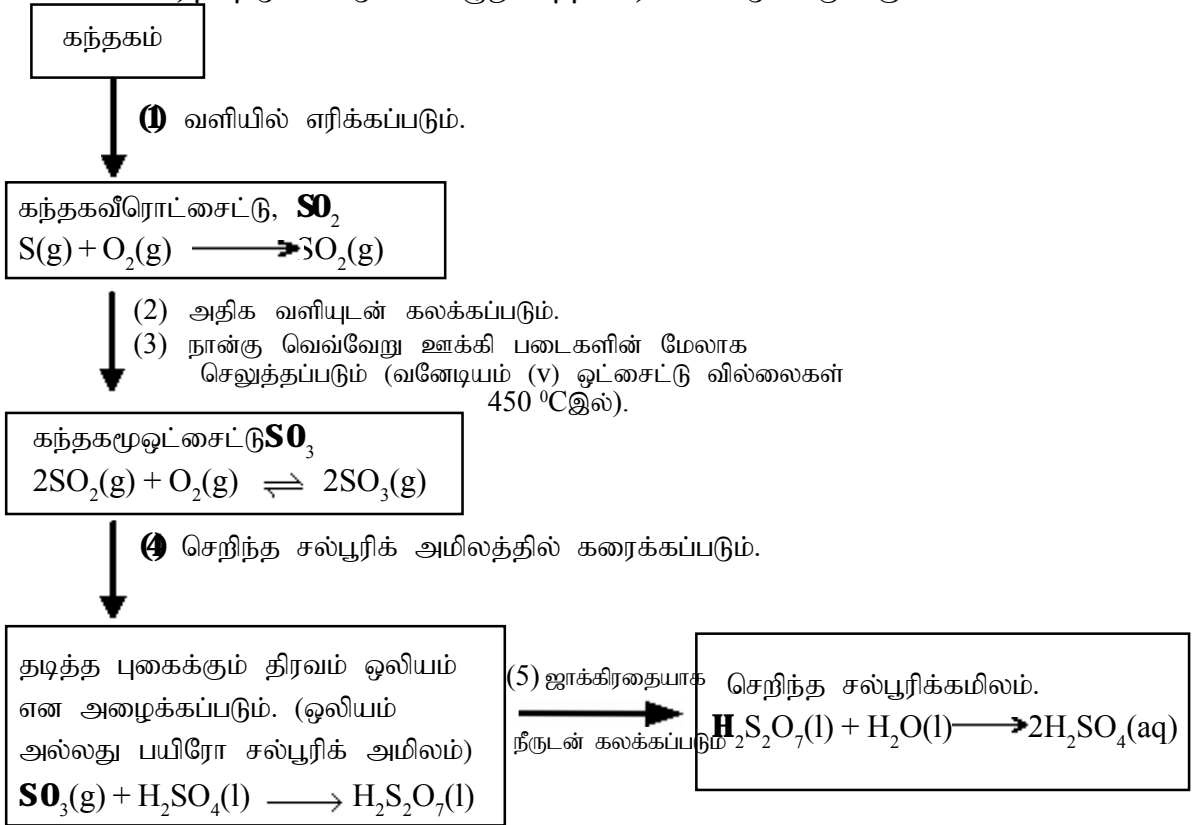 கந்தகம்
(1) வளியில் எரிக்கப்படும்.
கந்தகவீரொட்சைட்டு, SO₂
S(g) + O₂(g) ⟶ SO₂(g)
(2) அதிக வளியுடன் கலக்கப்படும்.
(3) நான்கு வெவ்வேறு ஊக்கி படைகளின் மேலாக
செலுத்தப்படும் (வனேடியம் (v) ஒட்சைட்டு வில்லைகள்
450 ⁰Cஇல்).
கந்தகமூஒட்சைட்டுSO₃
2SO₂(g) + O₂(g) ⇌ 2SO₃(g)
(4) செறிந்த சல்பூரிக் அமிலத்தில் கரைக்கப்படும்.
தடித்த புகைக்கும் திரவம் ஒலியம்
என அழைக்கப்படும். (ஒலியம்
அல்லது பயிரோ சல்பூரிக் அமிலம்)
SO₃(g) + H₂SO₄(l) ⟶ H₂S₂O₇(l)
(5) ஜாக்கிரதையாக
நீருடன் கலக்கப்படும்
செறிந்த சல்பூரிக்கமிலம்.
H₂S₂O₇(l) + H₂O(l) ⟶ 2H₂SO₄(aq)